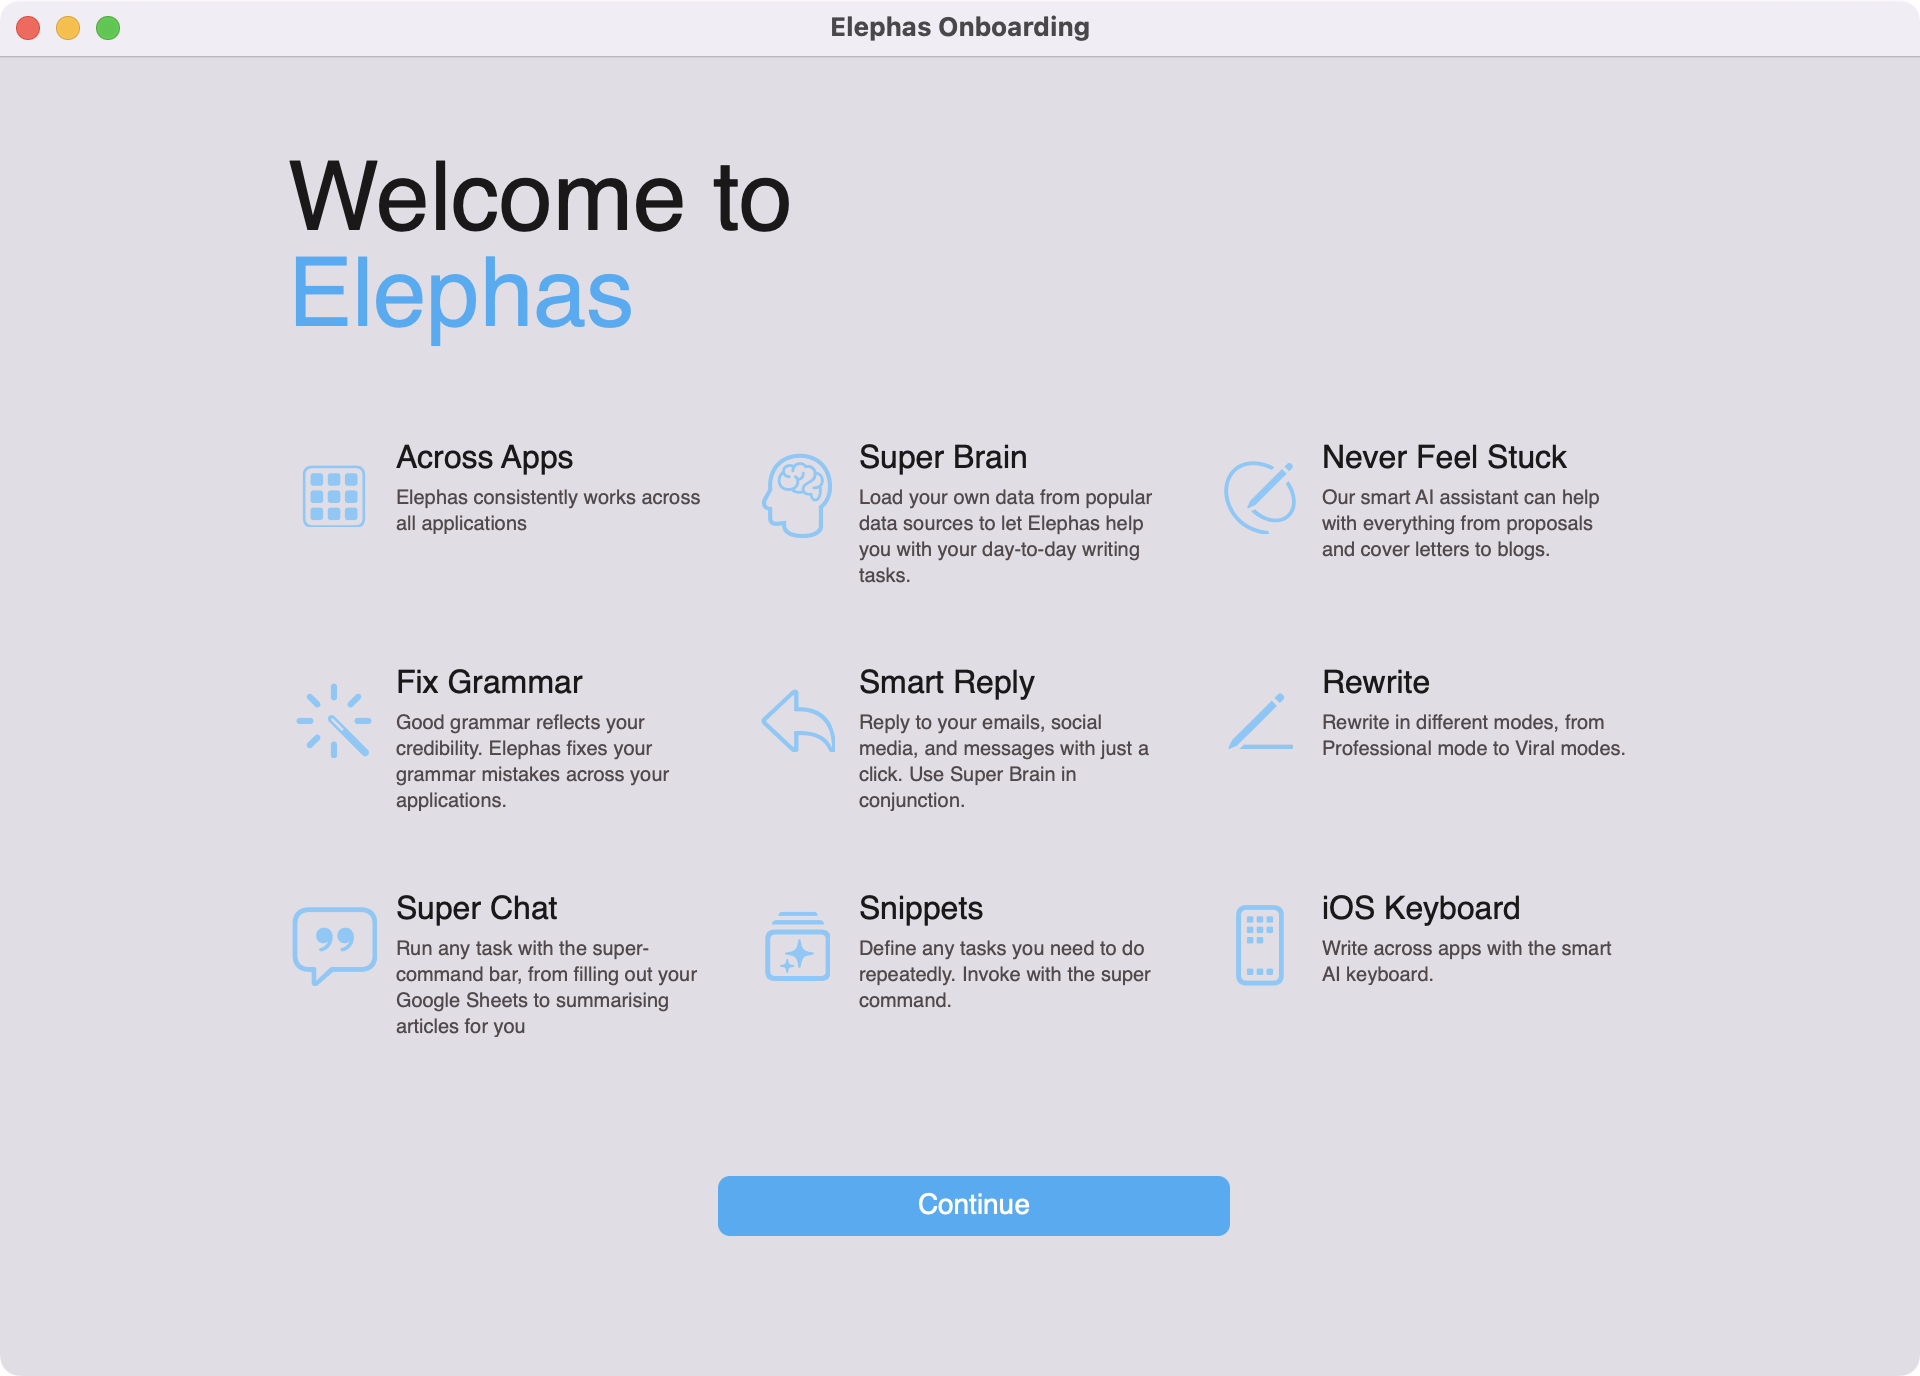 Elephas Onboarding
Welcome to
Elephas
Across Apps
Elephas consistently works across
all applications
Super Brain
Load your own data from popular
data sources to let Elephas help
you with your day-to-day writing
tasks.
Never Feel Stuck
Our smart AI assistant can help
with everything from proposals
and cover letters to blogs.
Fix Grammar
Good grammar reflects your
credibility. Elephas fixes your
grammar mistakes across your
applications.
Smart Reply
Reply to your emails, social
media, and messages with just a
click. Use Super Brain in
conjunction.
Rewrite
Rewrite in different modes, from
Professional mode to Viral modes.
Super Chat
Run any task with the super-
command bar, from filling out your
Google Sheets to summarising
articles for you
Snippets
Define any tasks you need to do
repeatedly. Invoke with the super
command.
iOS Keyboard
Write across apps with the smart
AI keyboard.
Continue